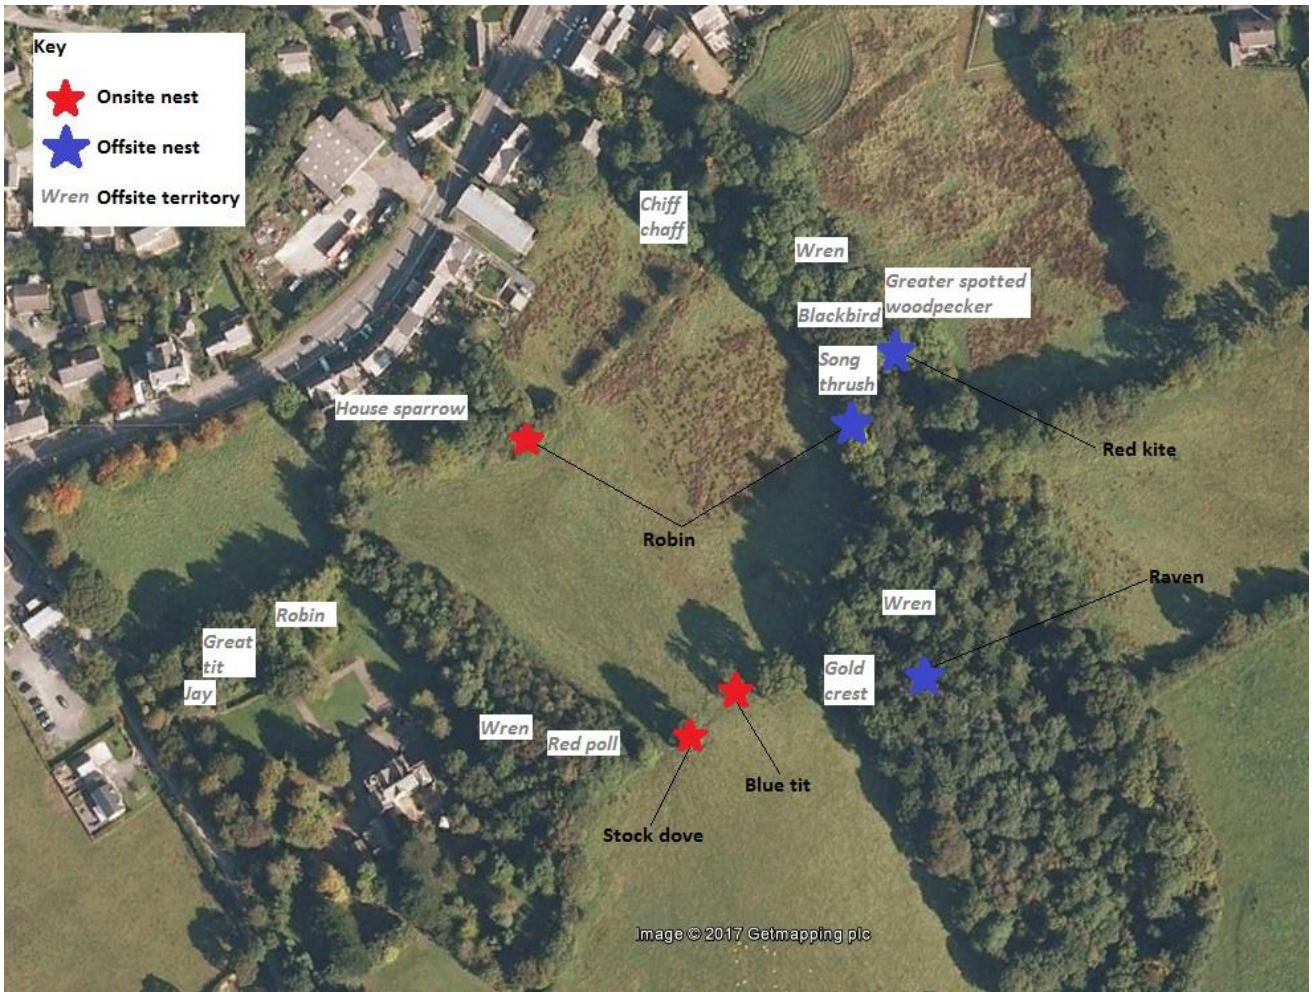 Key
Onsite nest
Offsite nest
Wren Offsite territory
Chiff
chaff
Wren
Greater spotted
woodpecker
Blackbird
Song
thrush
House sparrow
Red kite
Robin
Raven
Wren
Robin
Great
tit
Jay
Gold
crest
Wren
Red poll
Blue tit
Stock dove
Image © 2017 Getmapping plc